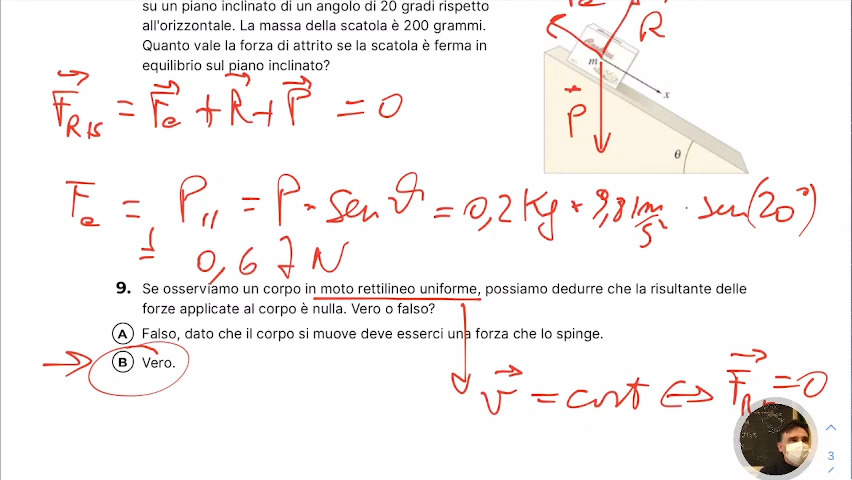 su un piano inclinato di un angolo di 20 gradi rispetto
all'orizzontale. La massa della scatola è 200 grammi.
Quanto vale la forza di attrito se la scatola è ferma in
equilibrio sul piano inclinato?
R
m
x
P
θ
F_RIS = F_a + R + P = 0
F_a = P_// = P · sen ϑ = 0,2 Kg · 9,81 m/s² · sen(20°)
= 0,67 N
9. Se osserviamo un corpo in moto rettilineo uniforme, possiamo dedurre che la risultante delle
forze applicate al corpo è nulla. Vero o falso?
A Falso, dato che il corpo si muove deve esserci una forza che lo spinge.
B Vero.
v = cost ⇔ F = 0
3